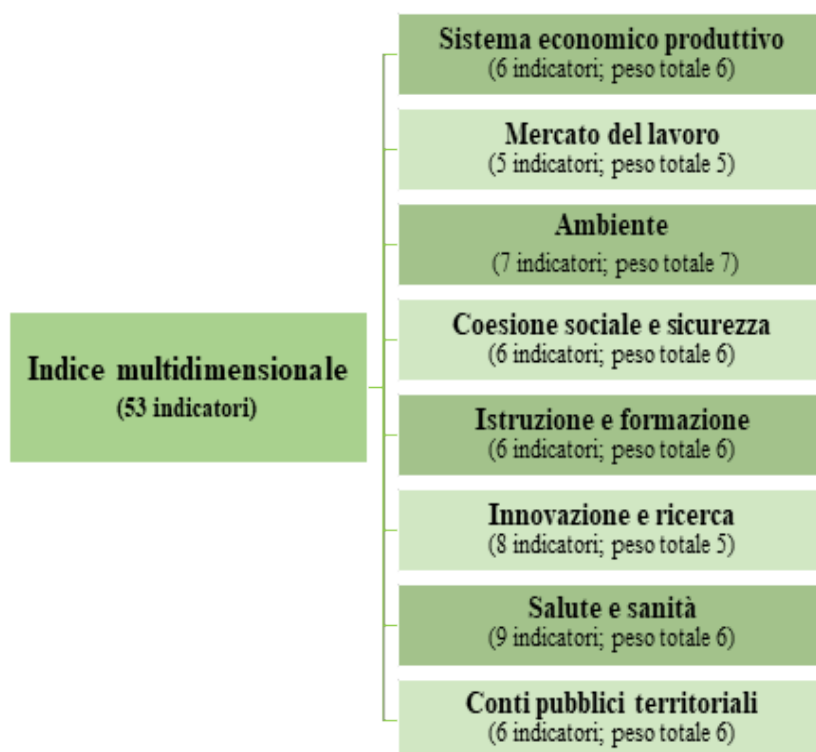 Indice multidimensionale
(53 indicatori)
Sistema economico produttivo
(6 indicatori; peso totale 6)
Mercato del lavoro
(5 indicatori; peso totale 5)
Ambiente
(7 indicatori; peso totale 7)
Coesione sociale e sicurezza
(6 indicatori; peso totale 6)
Istruzione e formazione
(6 indicatori; peso totale 6)
Innovazione e ricerca
(8 indicatori; peso totale 5)
Salute e sanità
(9 indicatori; peso totale 6)
Conti pubblici territoriali
(6 indicatori; peso totale 6)